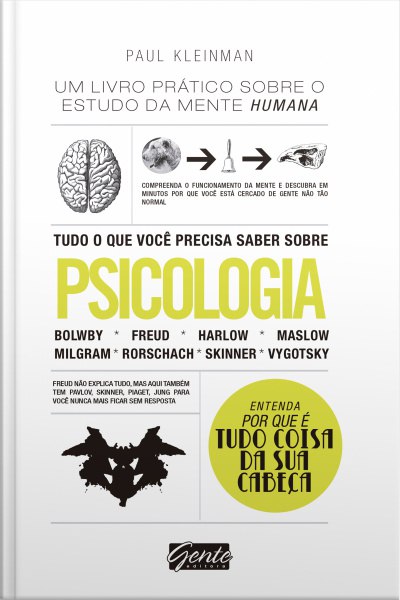 PAUL KLEINMAN
UM LIVRO PRÁTICO SOBRE O
ESTUDO DA MENTE HUMANA
COMPREENDA O FUNCIONAMENTO DA MENTE E DESCUBRA EM
MINUTOS POR QUE VOCÊ ESTÁ CERCADO DE GENTE NÃO TÃO
NORMAL
TUDO O QUE VOCÊ PRECISA SABER SOBRE
PSICOLOGIA
BOLWBY * FREUD * HARLOW * MASLOW
MILGRAM * RORSCHACH * SKINNER * VYGOTSKY
FREUD NÃO EXPLICA TUDO, MAS AQUI TAMBÉM
TEM PAVLOV, SKINNER, PIAGET, JUNG PARA
VOCÊ NUNCA MAIS FICAR SEM RESPOSTA
ENTENDA
POR QUE É
TUDO COISA
DA SUA
CABEÇA
Gente
editora